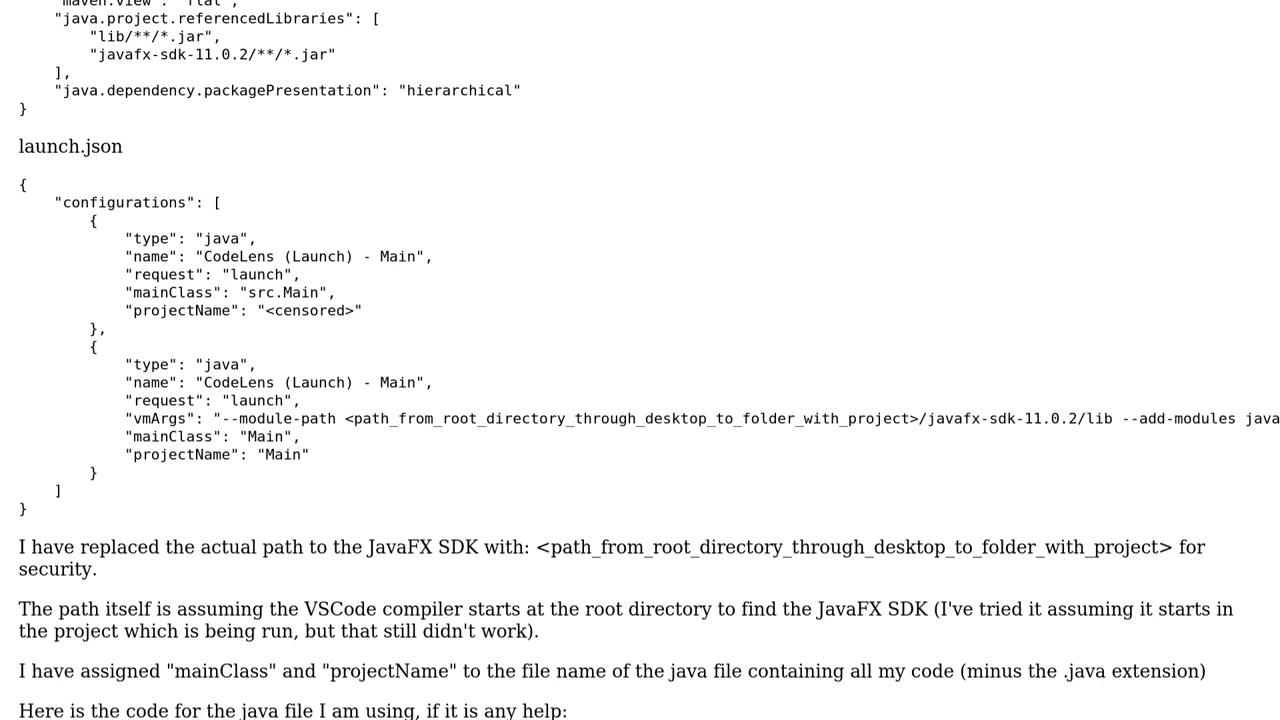 "maven.view": "flat",
    "java.project.referencedLibraries": [
        "lib/**/*.jar",
        "javafx-sdk-11.0.2/**/*.jar"
    ],
    "java.dependency.packagePresentation": "hierarchical"
}
launch.json
{
    "configurations": [
        {
            "type": "java",
            "name": "CodeLens (Launch) - Main",
            "request": "launch",
            "mainClass": "src.Main",
            "projectName": "<censored>"
        },
        {
            "type": "java",
            "name": "CodeLens (Launch) - Main",
            "request": "launch",
            "vmArgs": "--module-path <path_from_root_directory_through_desktop_to_folder_with_project>/javafx-sdk-11.0.2/lib --add-modules java
            "mainClass": "Main",
            "projectName": "Main"
        }
    ]
}
I have replaced the actual path to the JavaFX SDK with: <path_from_root_directory_through_desktop_to_folder_with_project> for
security.
The path itself is assuming the VSCode compiler starts at the root directory to find the JavaFX SDK (I've tried it assuming it starts in
the project which is being run, but that still didn't work).
I have assigned "mainClass" and "projectName" to the file name of the java file containing all my code (minus the .java extension)
Here is the code for the java file I am using, if it is any help: